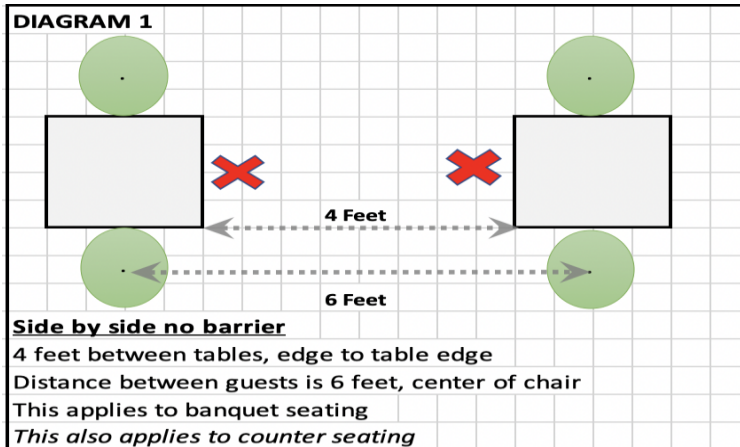 DIAGRAM 1
4 Feet
6 Feet
Side by side no barrier
4 feet between tables, edge to table edge
Distance between guests is 6 feet, center of chair
This applies to banquet seating
This also applies to counter seating